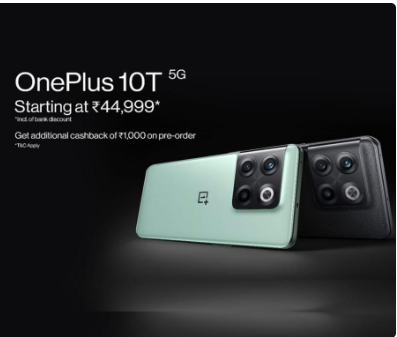 OnePlus 10T 5G
Starting at ₹44,999*
*Incl. of bank discount
Get additional cashback of ₹1,000 on pre-order
*T&C Apply